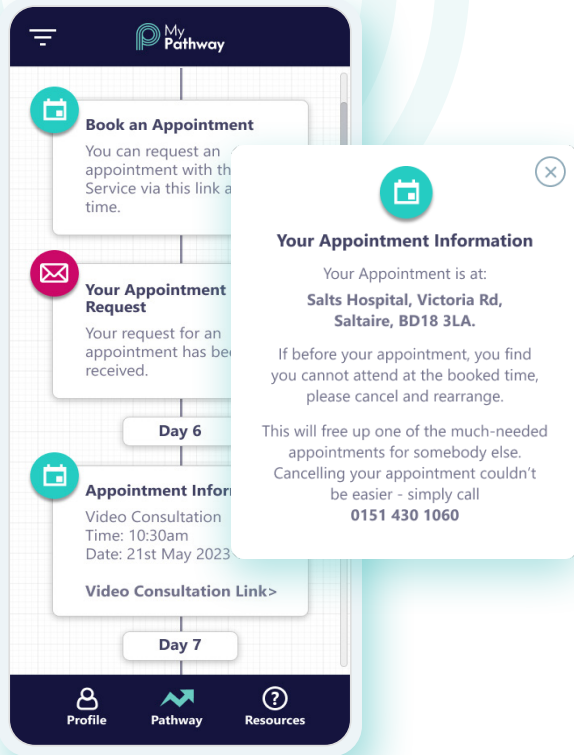 My
Pathway
Book an Appointment
You can request an
appointment with th
Service via this link a
time.
Your Appointment
Request
Your request for an
appointment has be
received.
Day 6
Appointment Infor
Video Consultation
Time: 10:30am
Date: 21st May 2023
Video Consultation Link>
Day 7
Profile
Pathway
Resources
Your Appointment Information
Your Appointment is at:
Salts Hospital, Victoria Rd,
Saltaire, BD18 3LA.
If before your appointment, you find
you cannot attend at the booked time,
please cancel and rearrange.
This will free up one of the much-needed
appointments for somebody else.
Cancelling your appointment couldn’t
be easier - simply call
0151 430 1060